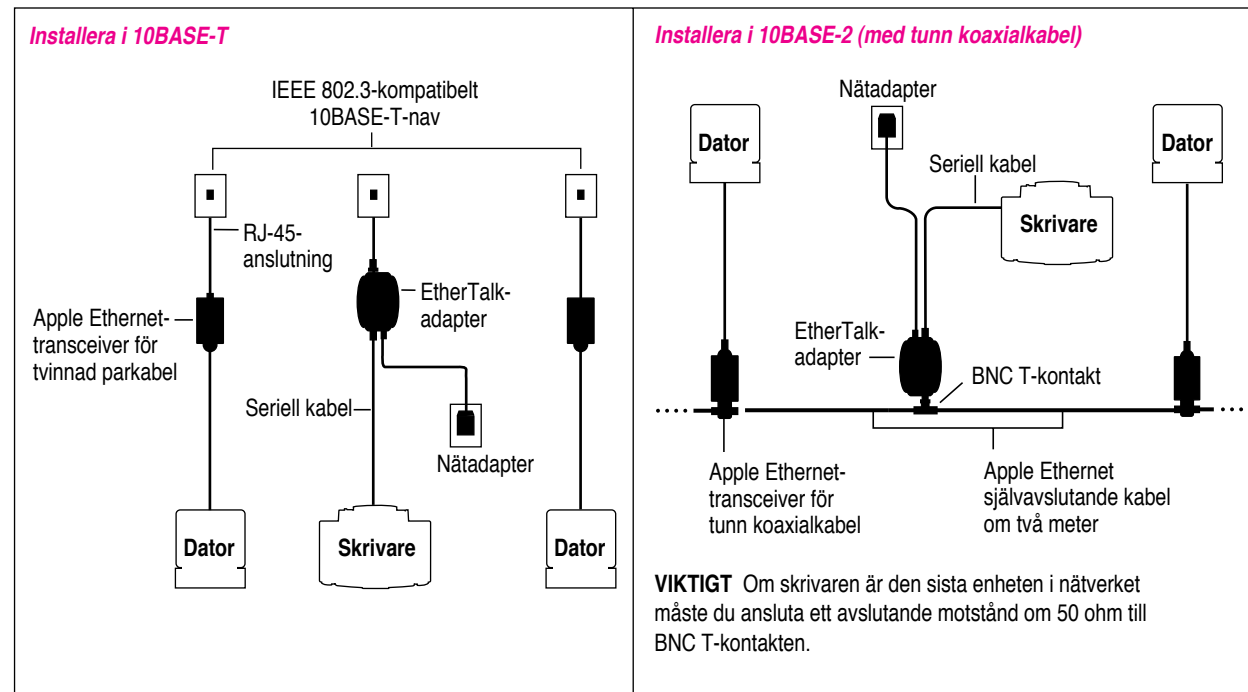 Installera i 10BASE-T
IEEE 802.3-kompatibelt
10BASE-T-nav
RJ-45-
anslutning
EtherTalk-
adapter
Apple Ethernet-
transceiver för
tvinnad parkabel
Seriell kabel
Nätadapter
Dator
Skrivare
Dator
Installera i 10BASE-2 (med tunn koaxialkabel)
Nätadapter
Dator
Dator
Seriell kabel
Skrivare
EtherTalk-
adapter
BNC T-kontakt
Apple Ethernet-
transceiver för
tunn koaxialkabel
Apple Ethernet
självavslutande kabel
om två meter
VIKTIGT Om skrivaren är den sista enheten i nätverket
måste du ansluta ett avslutande motstånd om 50 ohm till
BNC T-kontakten.